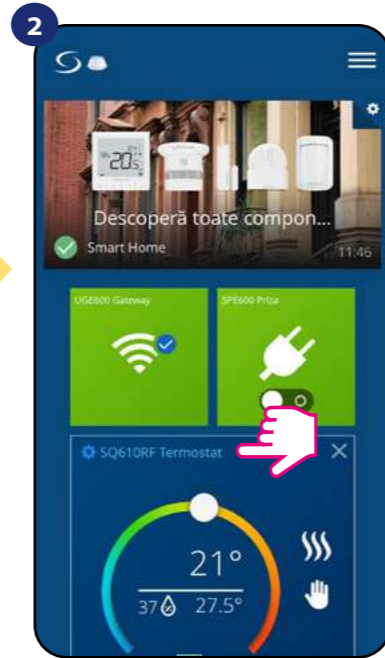 2
Descoperă toate compon...
Smart Home
11:46
UGE600 Gateway
SPE600 Priza
SQ610RF Termostat
21°
37 27.5°